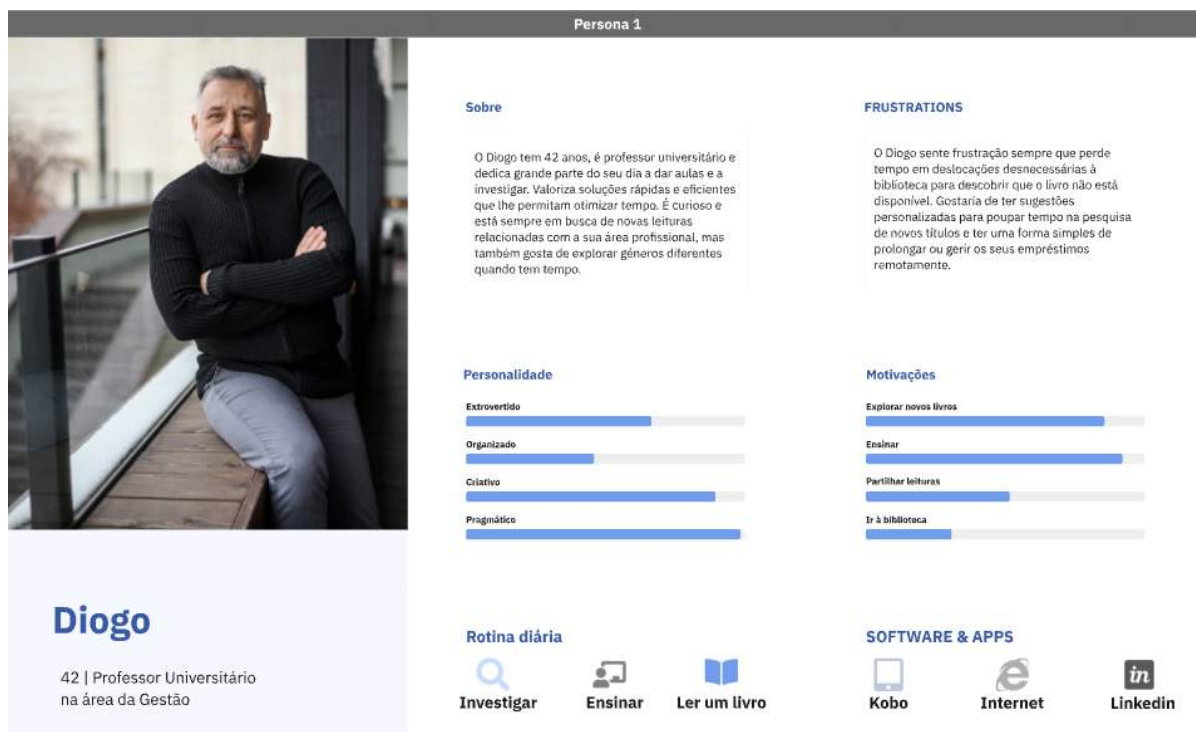 Persona 1
Sobre
O Diogo tem 42 anos, é professor universitário e
dedica grande parte do seu dia a dar aulas e a
investigar. Valoriza soluções rápidas e eficientes
que lhe permitam otimizar tempo. É curioso e
está sempre em busca de novas leituras
relacionadas com a sua área profissional, mas
também gosta de explorar géneros diferentes
quando tem tempo.
FRUSTRATIONS
O Diogo sente frustração sempre que perde
tempo em deslocações desnecessárias à
biblioteca para descobrir que o livro não está
disponível. Gostaria de ter sugestões
personalizadas para poupar tempo na pesquisa
de novos títulos e ter uma forma simples de
prolongar ou gerir os seus empréstimos
remotamente.
Personalidade
Extrovertido
Organizado
Criativo
Pragmático
Motivações
Explorar novos livros
Ensinar
Partilhar leituras
Ir à biblioteca
Diogo
42 | Professor Universitário
na área da Gestão
Rotina diária
Investigar
Ensinar
Ler um livro
SOFTWARE & APPS
Kobo
Internet
in
Linkedin